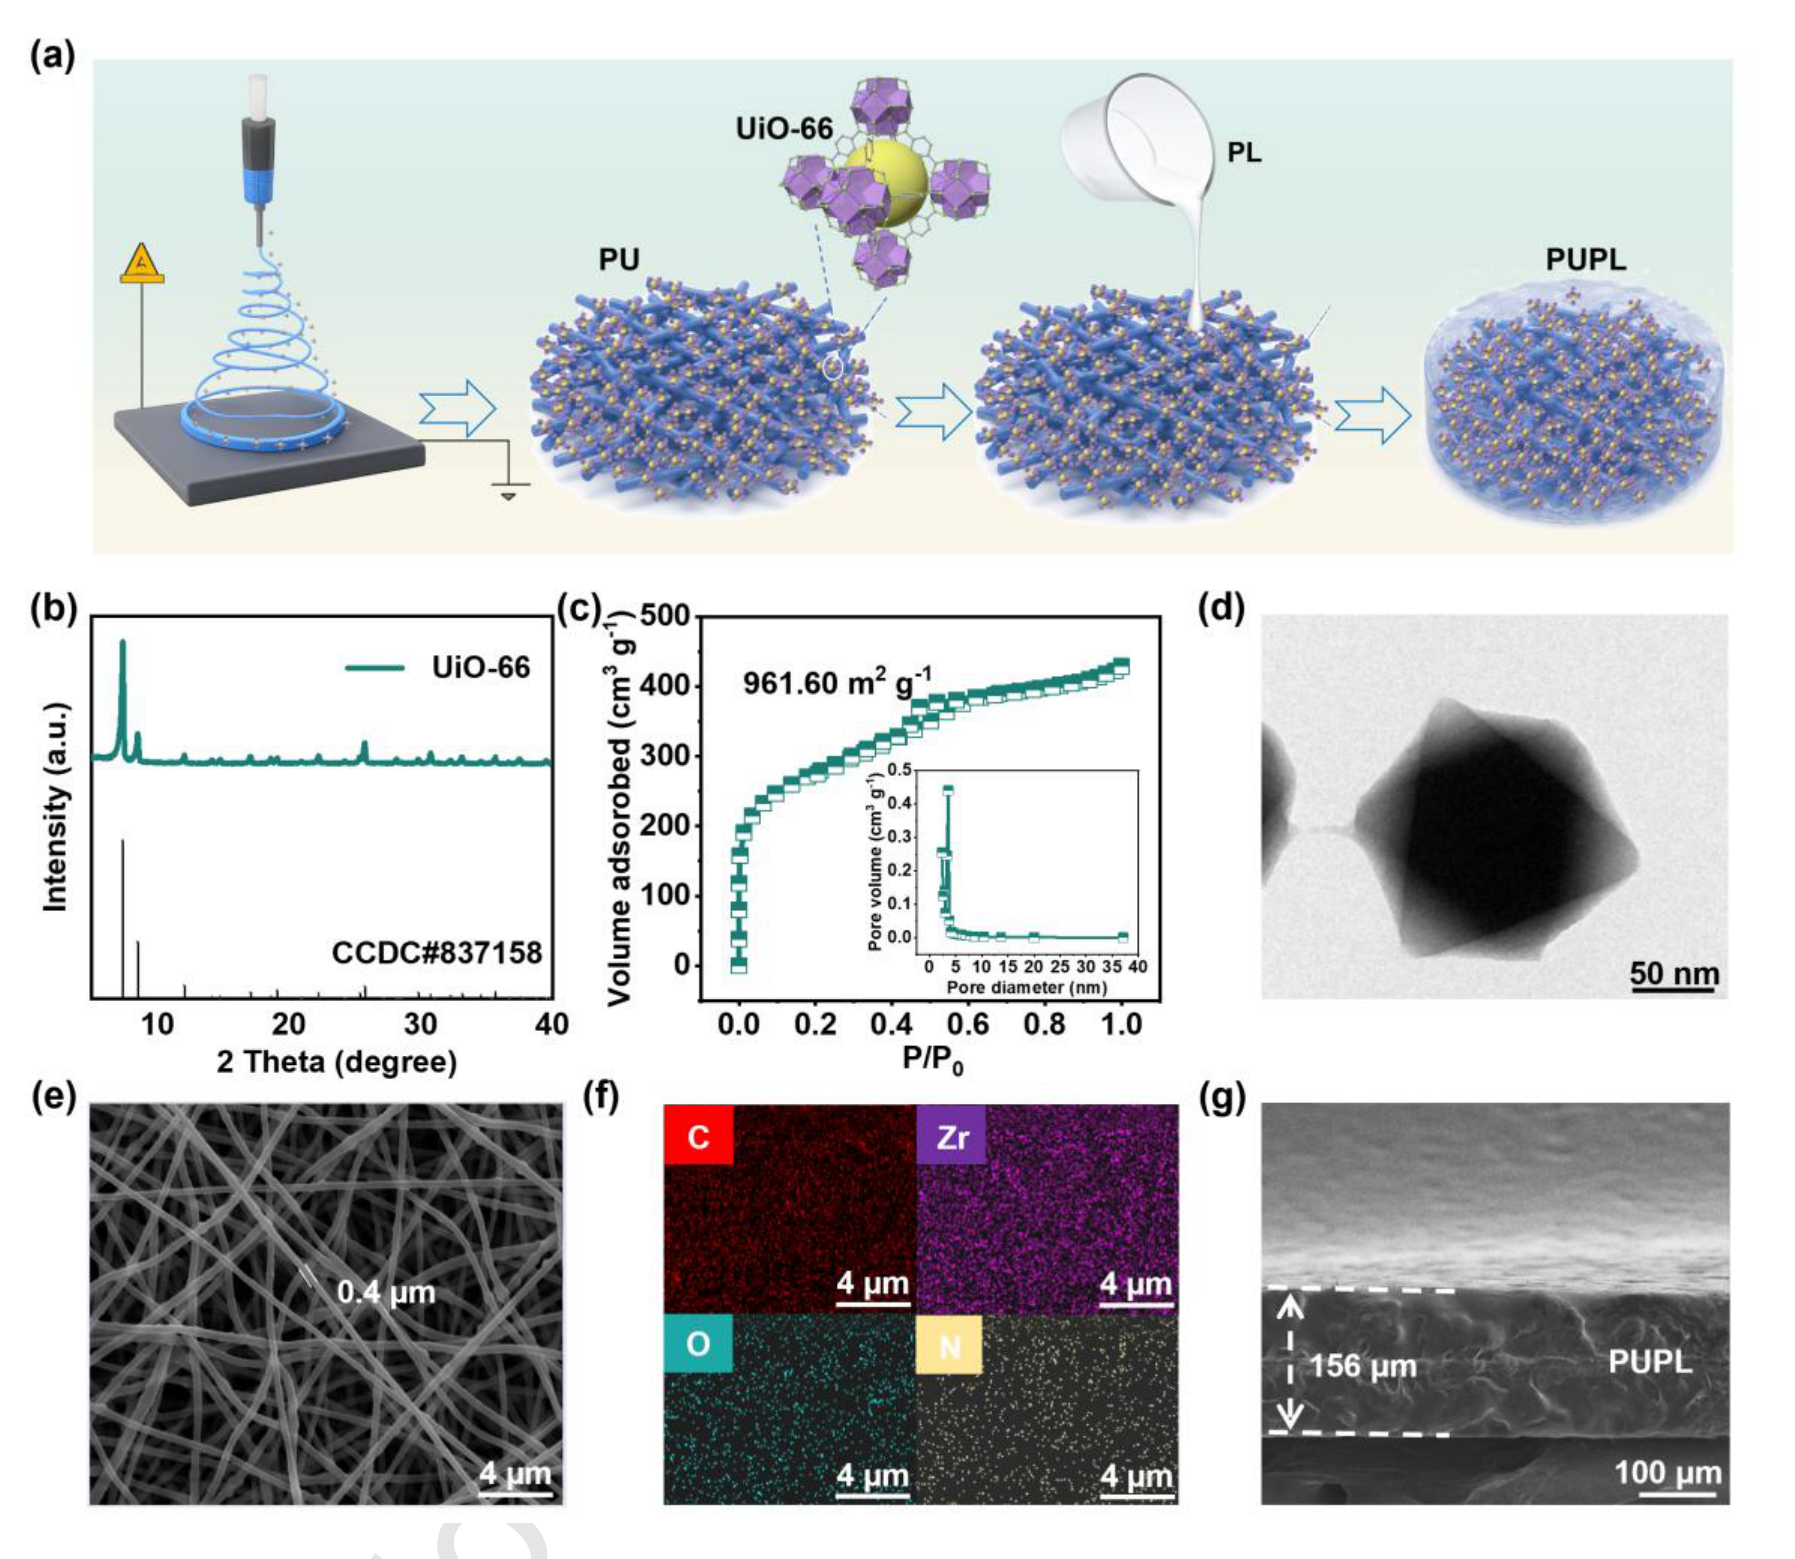 (a)
UiO-66
PL
PU
PUPL
(b)
UiO-66
CCDC#837158
Intensity (a.u.)
10 20 30 40
2 Theta (degree)
(c)
Volume adsorobed (cm³ g⁻¹)
500
400
300
200
100
0
961.60 m² g⁻¹
0.0 0.2 0.4 0.6 0.8 1.0
P/P₀
Pore volume (cm³ g⁻¹)
0.5
0.4
0.3
0.2
0.1
0.0
0 5 10 15 20 25 30 35 40
Pore diameter (nm)
(d)
50 nm
(e)
0.4 μm
4 μm
(f)
C
4 μm
Zr
4 μm
O
4 μm
N
4 μm
(g)
156 μm
PUPL
100 μm